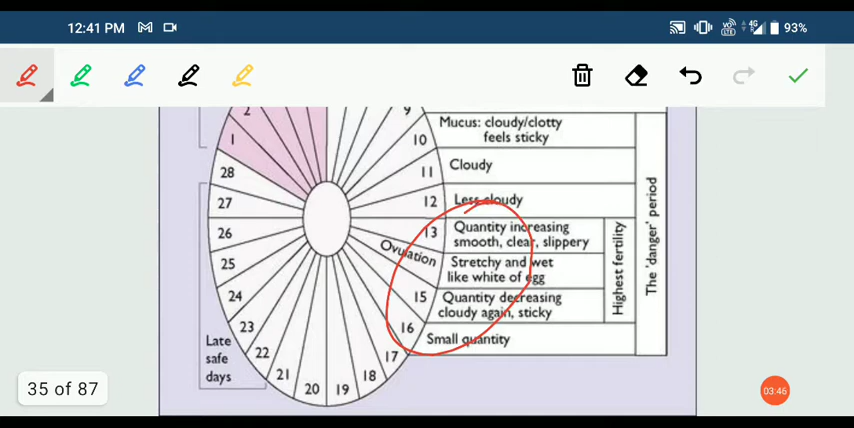 12:41 PM
93%
2
9
1
10
Mucus: cloudy/clotty
feels sticky
28
11
Cloudy
27
12
Less cloudy
26
13
Quantity increasing
smooth, clear, slippery
Ovulation
Stretchy and wet
like white of egg
25
24
15
Quantity decreasing
cloudy again, sticky
23
16
Small quantity
22
17
21
20
19
18
Late
safe
days
Highest fertility
The 'danger' period
35 of 87
03:46